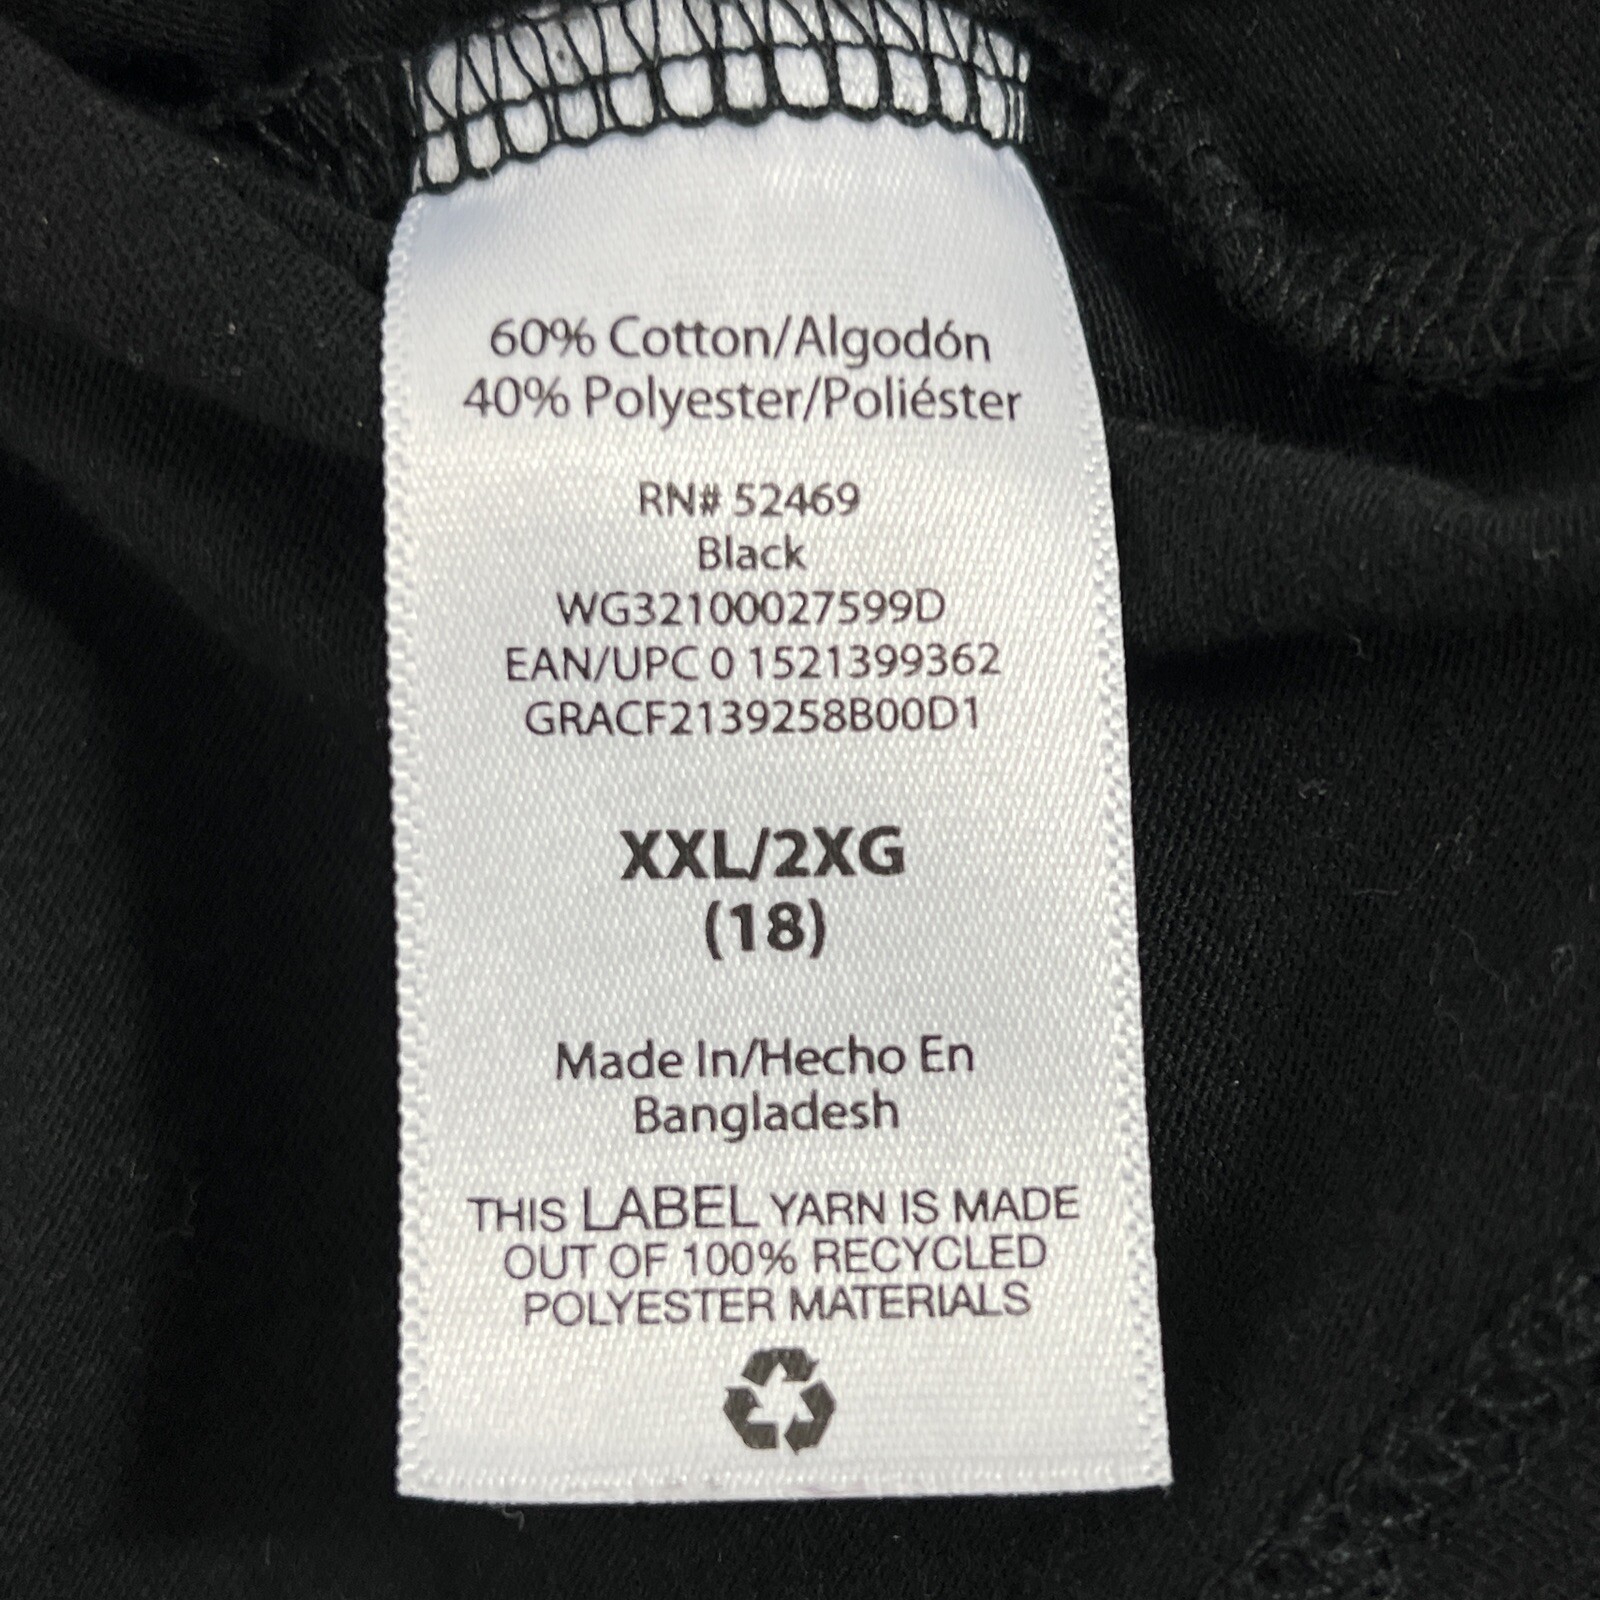 60% Cotton/Algodón
40% Polyester/Poliéster
RN# 52469
Black
WG32100027599D
EAN/UPC 0 1521399362
GRACF2139258B00D1
XXL/2XG
(18)
Made In/Hecho En
Bangladesh
THIS LABEL YARN IS MADE
OUT OF 100% RECYCLED
POLYESTER MATERIALS